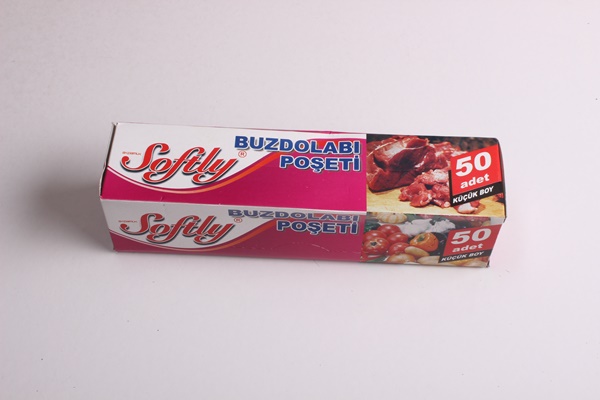 Softly®
BUZDOLABI
POŞETİ
50
adet
KÜÇÜK BOY
Softly®
BUZDOLABI
POŞETİ
50
adet
KÜÇÜK BOY